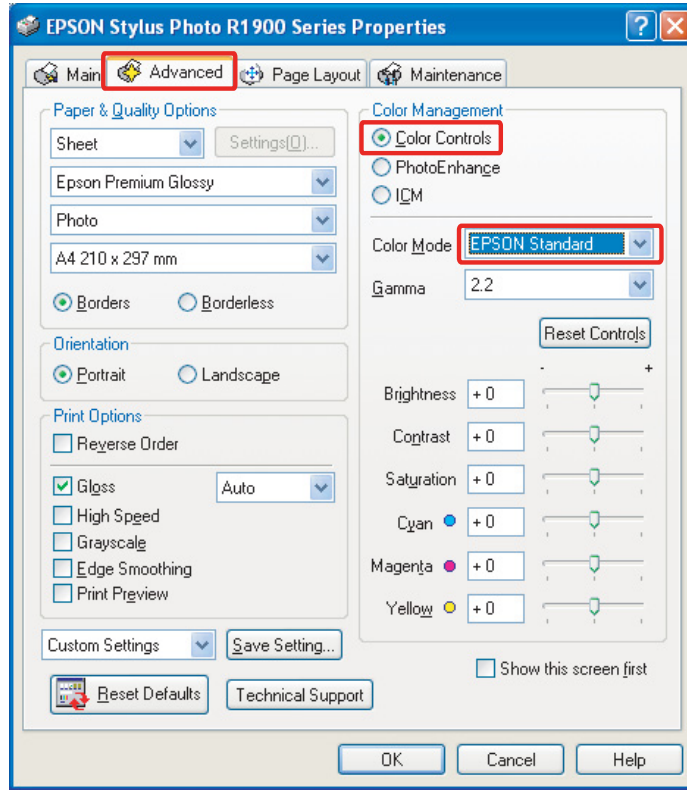 EPSON Stylus Photo R1900 Series Properties
Main Advanced Page Layout Maintenance
Paper & Quality Options
Sheet Settings(O)...
Epson Premium Glossy
Photo
A4 210 x 297 mm
Borders Borderless
Orientation
Portrait Landscape
Print Options
Reverse Order
Gloss Auto
High Speed
Grayscale
Edge Smoothing
Print Preview
Custom Settings Save Setting...
Reset Defaults Technical Support
Color Management
Color Controls
PhotoEnhance
ICM
Color Mode EPSON Standard
Gamma 2.2
Reset Controls
- +
Brightness + 0
Contrast + 0
Saturation + 0
Cyan + 0
Magenta + 0
Yellow + 0
Show this screen first
OK Cancel Help